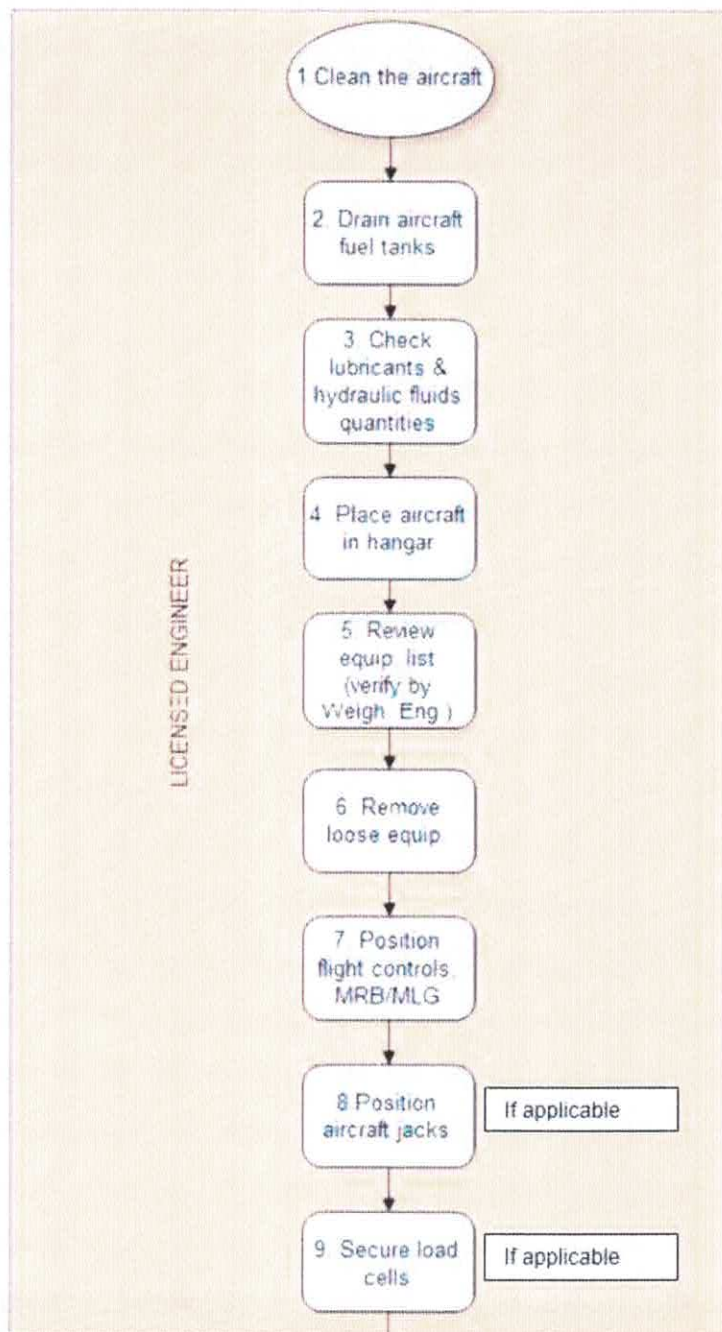 1 Clean the aircraft
2. Drain aircraft
fuel tanks
3. Check
lubricants &
hydraulic fluids
quantities
4. Place aircraft
in hangar
5. Review
equip. list
(verify by
Weigh. Eng.)
6. Remove
loose equip.
7. Position
flight controls,
MRB/MLG
8.Position
aircraft jacks
If applicable
9. Secure load
cells
If applicable
LICENSED ENGINEER